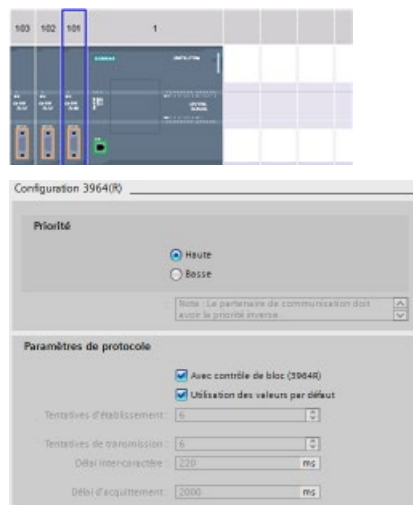 103 102 101 1
SIEMENS
Configuration 3964(R)
Priorité
Haute
Basse
Note : Le partenaire de communication doit
avoir la priorité inverse.
Paramètres de protocole
Avec contrôle de bloc (3964R)
Utilisation des valeurs par défaut
Tentatives d'établissement : 6
Tentatives de transmission : 6
Délai inter-caractère : 220 ms
Délai d'acquittement : 2000 ms